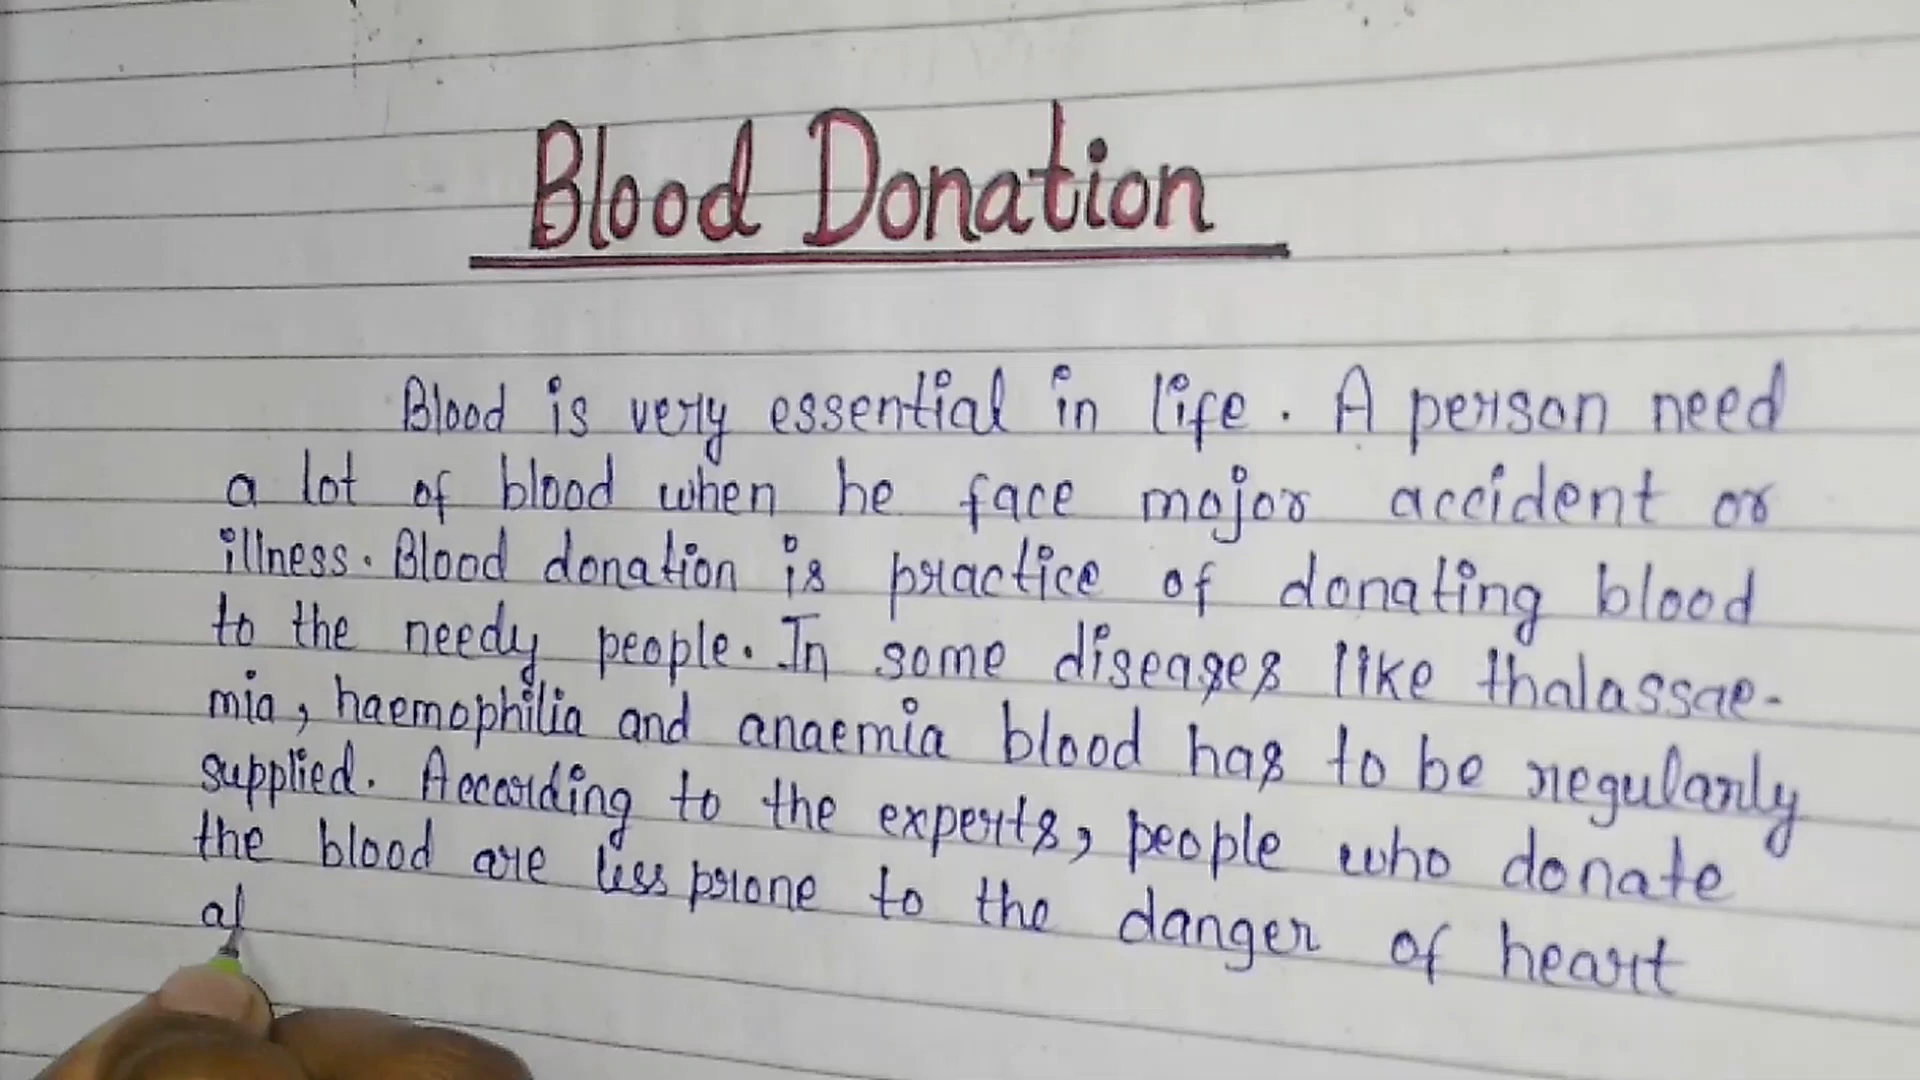 Blood Donation
Blood is very essential in life. A person need
a lot of blood when he face major accident or
illness. Blood donation is practice of donating blood
to the needy people. In some diseases like thalassae-
mia, haemophilia and anaemia blood has to be regularly
supplied. According to the experts, people who donate
the blood are less prone to the danger of heart
at